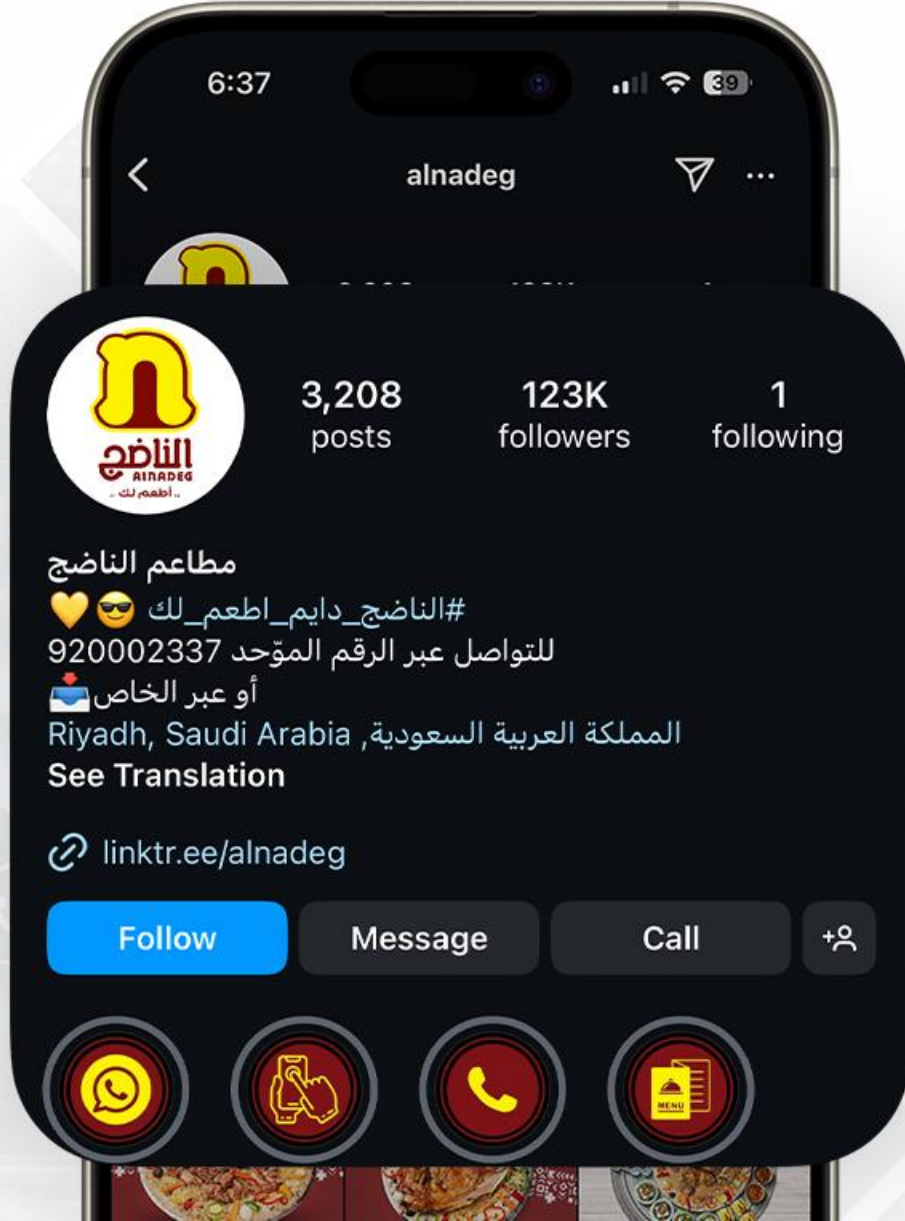 6:37
39
alnadeg
3,208
posts
123K
followers
1
following
الناضج
ALNADEG
.. أطعم لك ..
مطاعم الناضج
#الناضج_دايم_اطعم_لك 😎💛
للتواصل عبر الرقم الموّحد 920002337
أو عبر الخاص📥
Riyadh, Saudi Arabia ,المملكة العربية السعودية
See Translation
linktr.ee/alnadeg
Follow
Message
Call
MENU